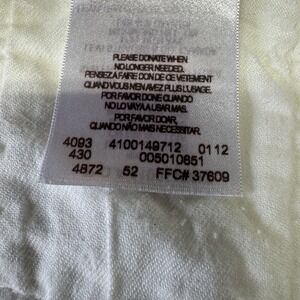 PLEASE DONATE WHEN
NO LONGER NEEDED.
PENSEZ A FAIRE DON DE CE VETEMENT
QUAND VOUS N'EN AVEZ PLUS L'USAGE.
POR FAVOR DONE CUANDO
NO LO VAYA A USAR MAS.
POR FAVOR DOAR,
QUANDO NÃO MAIS NECESSITAR.
4093 4100149712 0112
430 005010851
4872 52 FFC# 37609